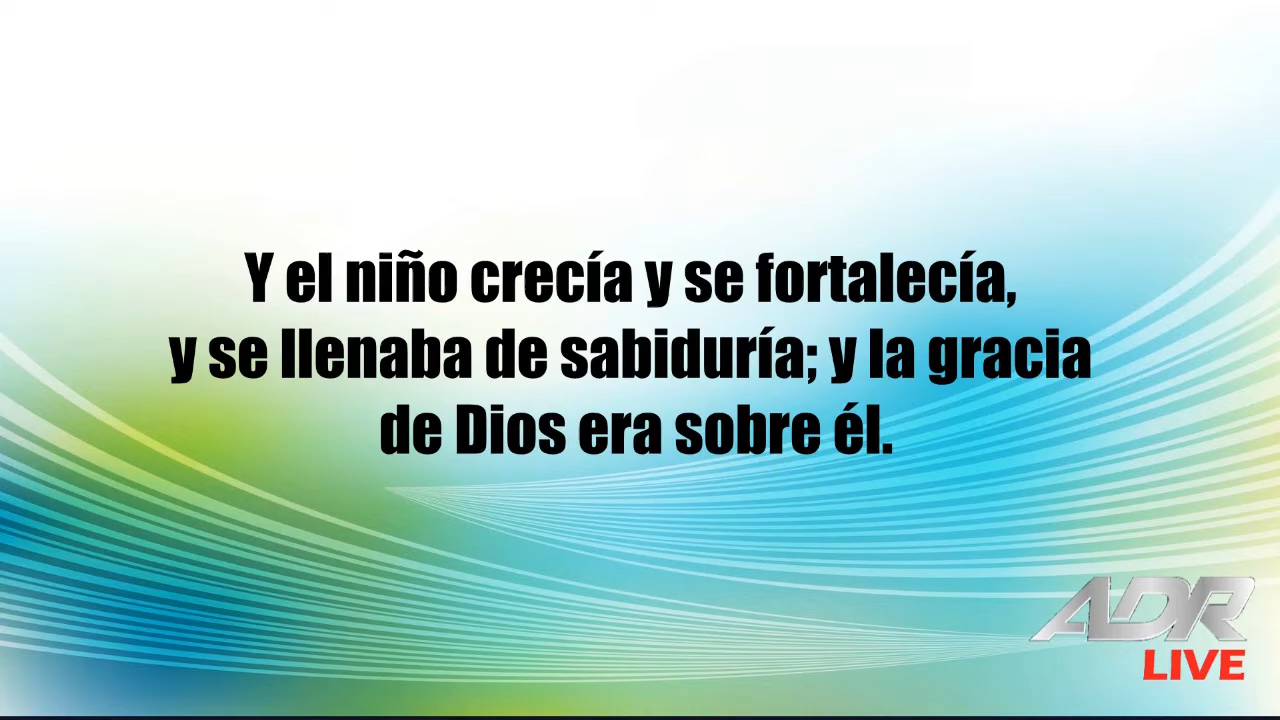 Y el niño crecía y se fortalecía,
y se llenaba de sabiduría; y la gracia
de Dios era sobre él.
ADR
LIVE